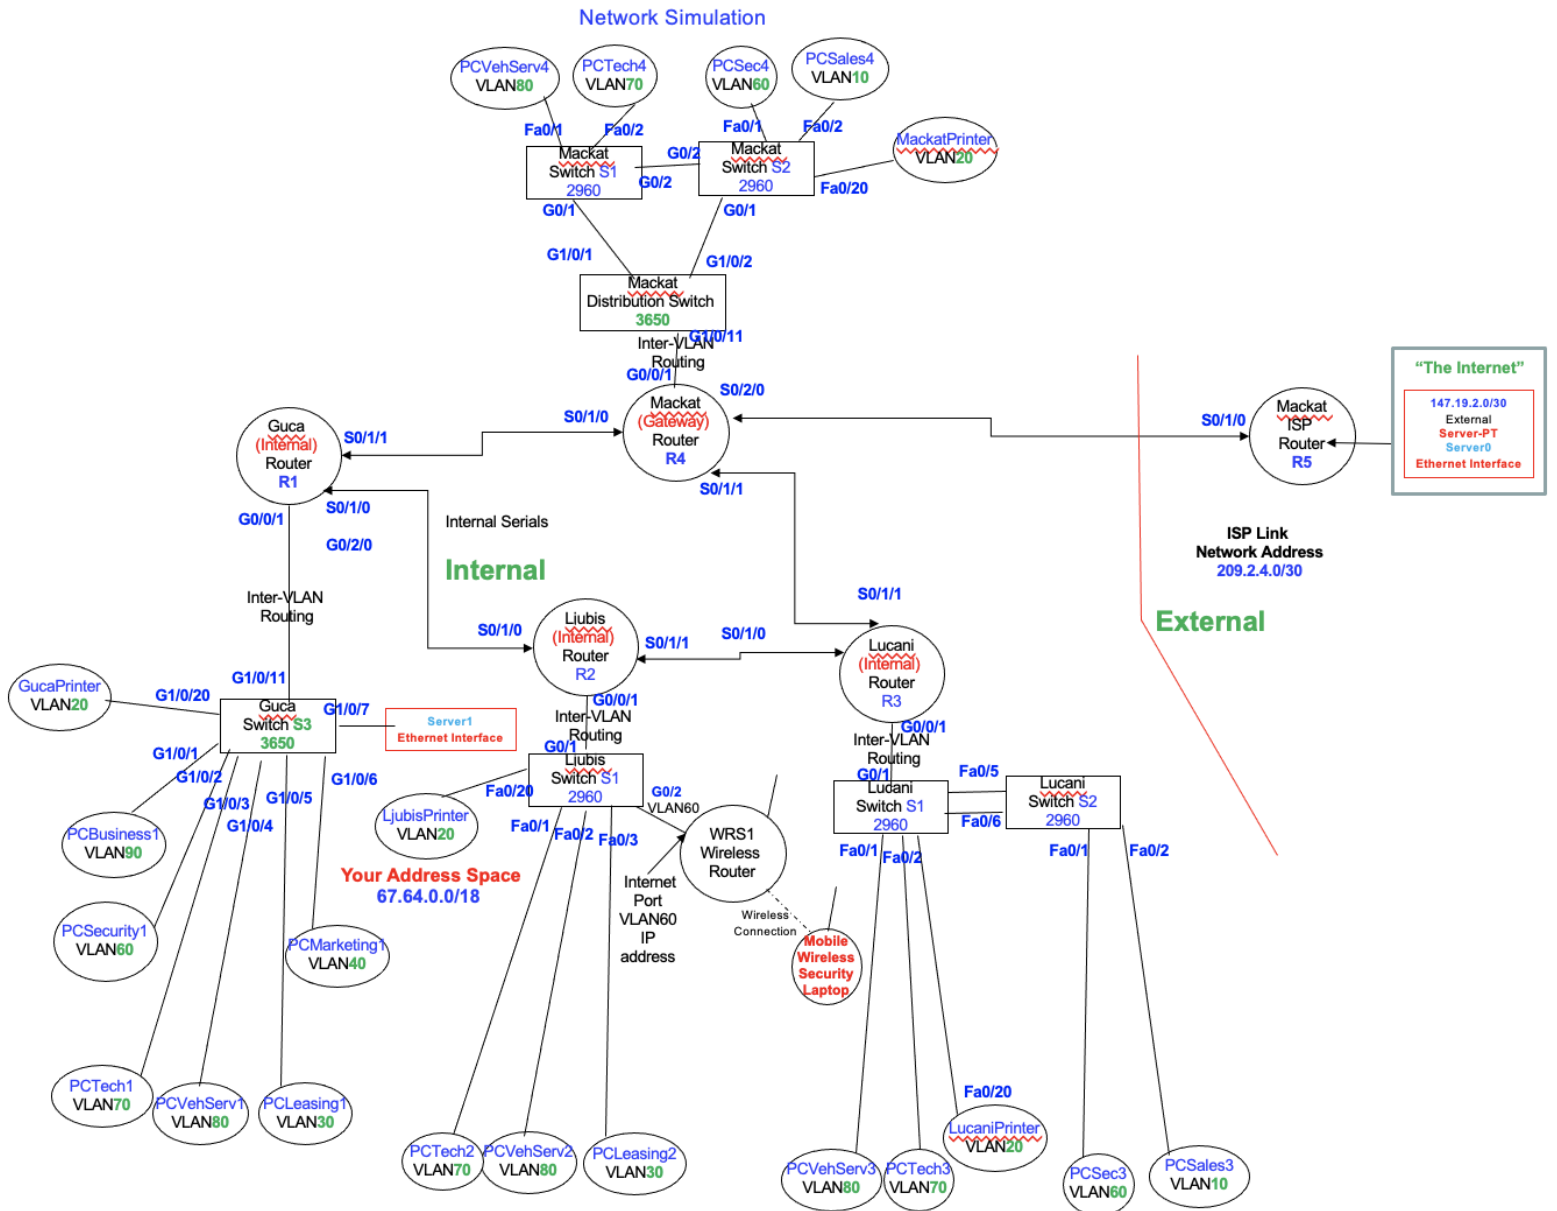 Network Simulation
PCVehServ4
VLAN80
PCTech4
VLAN70
PCSec4
VLAN60
PCSales4
VLAN10
Fa0/1
Fa0/2
Fa0/1
Fa0/2
MackatPrinter
VLAN20
Mackat
Switch S1
2960
G0/2
G0/2
Mackat
Switch S2
2960
Fa0/20
G0/1
G0/1
G1/0/1
G1/0/2
Mackat
Distribution Switch
3650
G1/0/11
Inter-VLAN
Routing
G0/0/1
S0/2/0
Mackat
(Gateway)
Router
R4
S0/1/0
S0/1/1
Guca
(Internal)
Router
R1
S0/1/1
S0/1/0
G0/0/1
G0/2/0
Internal Serials
Internal
S0/1/0
Mackat
ISP
Router
R5
“The Internet”
147.19.2.0/30
External
Server-PT
Server0
Ethernet Interface
ISP Link
Network Address
209.2.4.0/30
External
Inter-VLAN
Routing
S0/1/0
Ljubis
(Internal)
Router
R2
S0/1/1
S0/1/0
S0/1/1
Lucani
(Internal)
Router
R3
GucaPrinter
VLAN20
G1/0/20
G1/0/11
Guca
Switch S3
3650
G1/0/7
Server1
Ethernet Interface
G1/0/1
G1/0/2
G1/0/3
G1/0/4
G1/0/5
G1/0/6
G0/0/1
Inter-VLAN
Routing
G0/1
Ljubis
Switch S1
2960
Fa0/20
LjubisPrinter
VLAN20
Fa0/1
Fa0/2
Fa0/3
G0/2
VLAN60
WRS1
Wireless
Router
Internet
Port
VLAN60
IP
address
Wireless
Connection
Mobile
Wireless
Security
Laptop
Your Address Space
67.64.0.0/18
G0/0/1
Inter-VLAN
Routing
G0/1
Lucani
Switch S1
2960
Fa0/5
Fa0/6
Lucani
Switch S2
2960
Fa0/1
Fa0/2
Fa0/1
Fa0/2
Fa0/20
PCBusiness1
VLAN90
PCSecurity1
VLAN60
PCMarketing1
VLAN40
PCTech1
VLAN70
PCVehServ1
VLAN80
PCLeasing1
VLAN30
PCTech2
VLAN70
PCVehServ2
VLAN80
PCLeasing2
VLAN30
PCVehServ3
VLAN80
PCTech3
VLAN70
LucaniPrinter
VLAN20
PCSec3
VLAN60
PCSales3
VLAN10